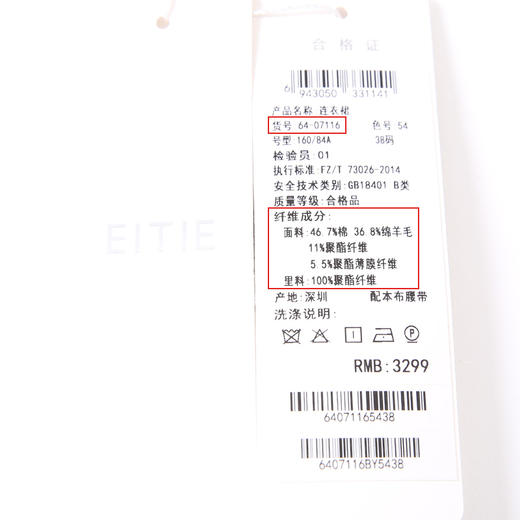 EITIE
合格证
6 943050 331141
产品名称 连衣裙
货号 64-07116 色号 54
号型 160/84A 38码
检验员 01
执行标准:FZ/T 73026-2014
安全技术类别:GB18401 B类
质量等级:合格品
纤维成分:
面料:46.7%棉 36.8%绵羊毛
11%聚酯纤维
5.5%聚酯薄膜纤维
里料:100%聚酯纤维
产地:深圳 配本布腰带
洗涤说明:
P
RMB:3299
64071165438
6407116BY5438